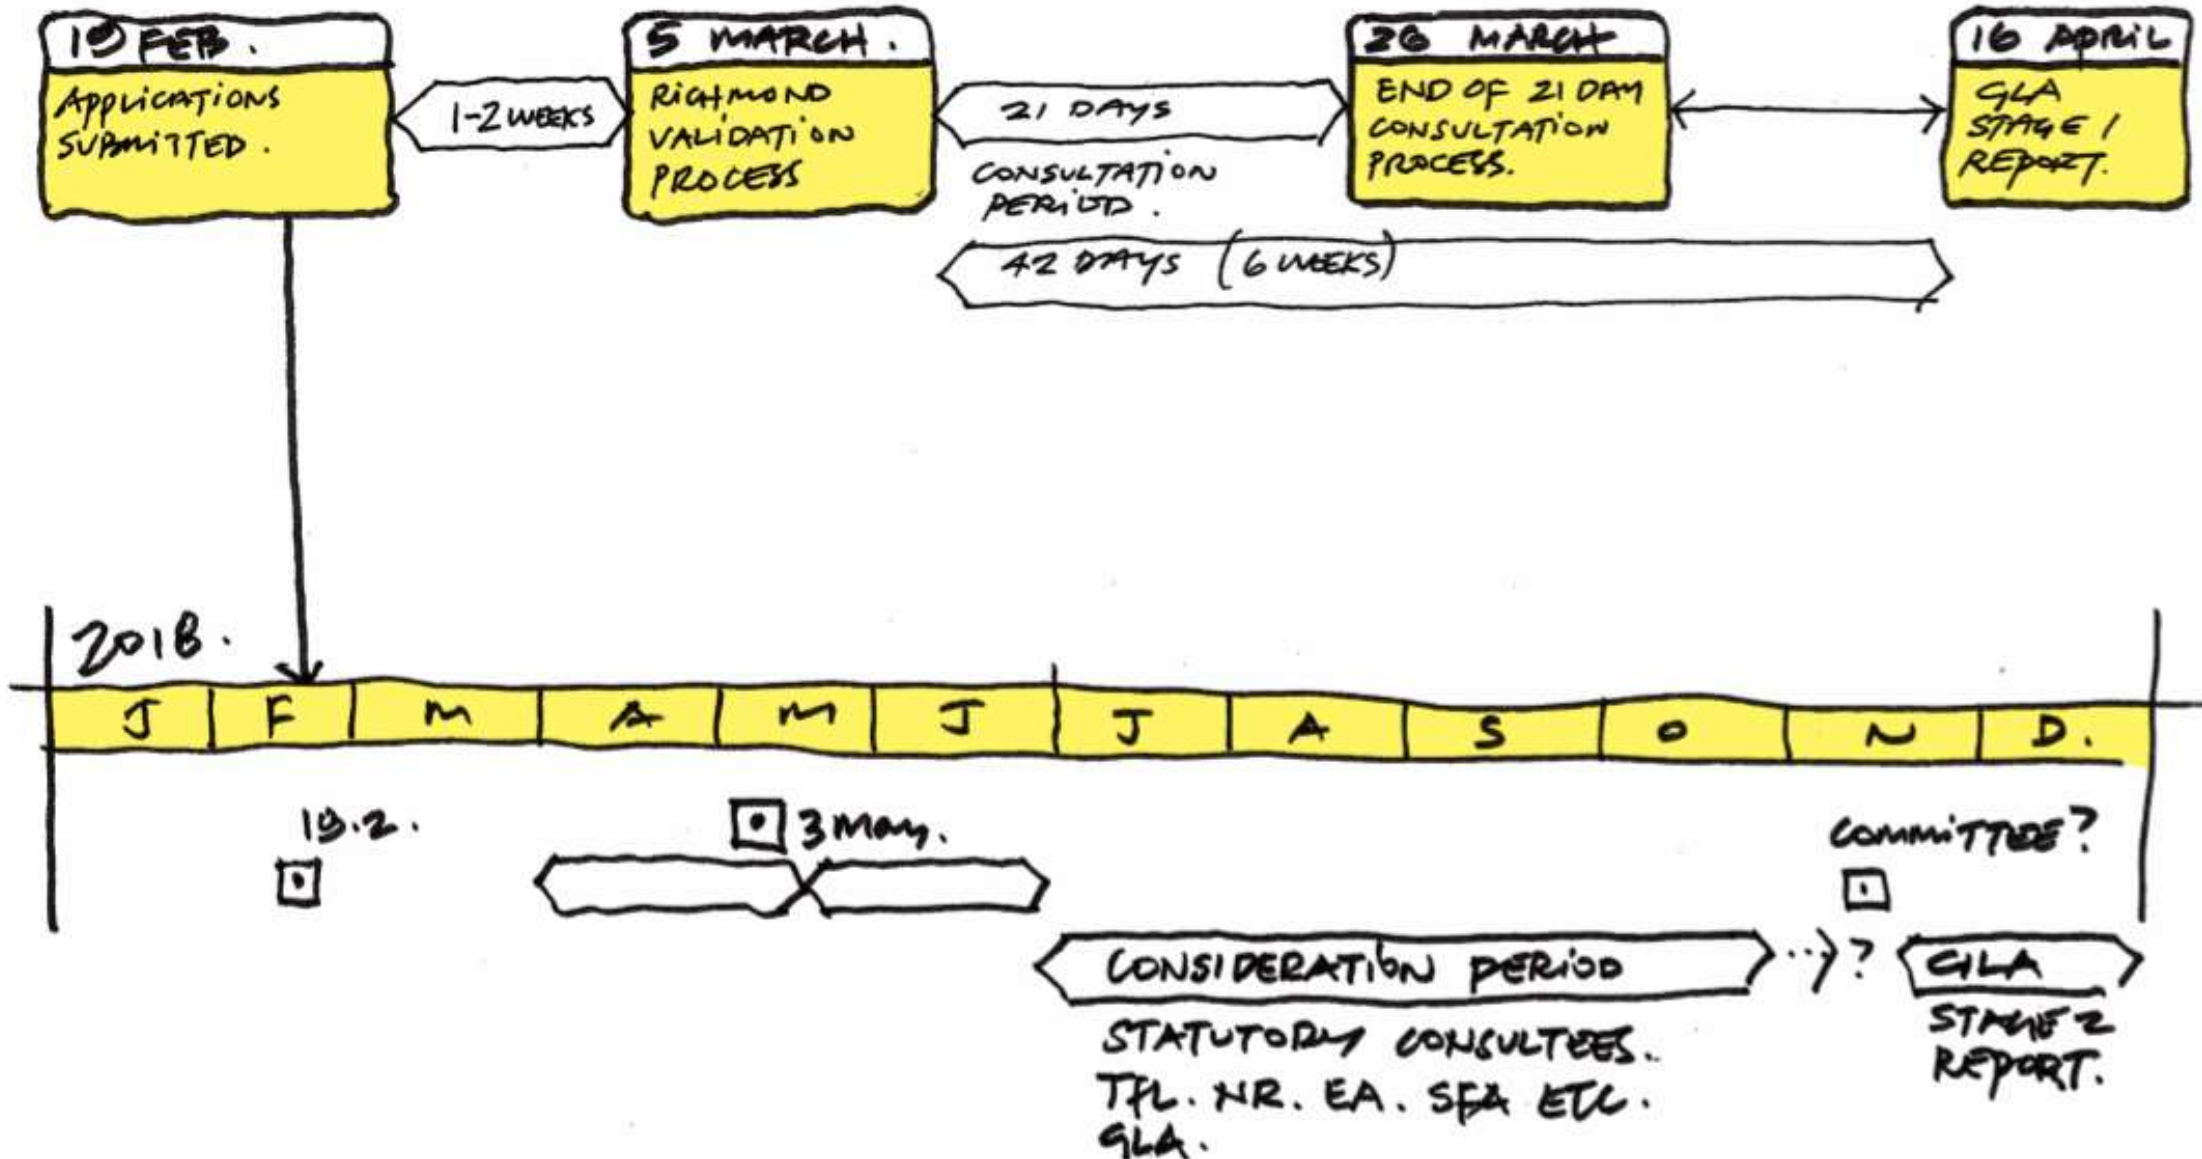 19 FEB.
APPLICATIONS
SUBMITTED.
1-2 WEEKS
5 MARCH.
RICHMOND
VALIDATION
PROCESS
21 DAYS
CONSULTATION
PERIOD.
26 MARCH
END OF 21 DAY
CONSULTATION
PROCESS.
16 APRIL
GLA
STAGE 1
REPORT.
42 DAYS (6 WEEKS)
2018.
J F M A M J J A S O N D.
19.2.
3 May.
COMMITTEE?
CONSIDERATION PERIOD
?
GLA
STAGE 2
REPORT.
STATUTORY CONSULTEES.
TFL. NR. EA. SFA ETC.
GLA.